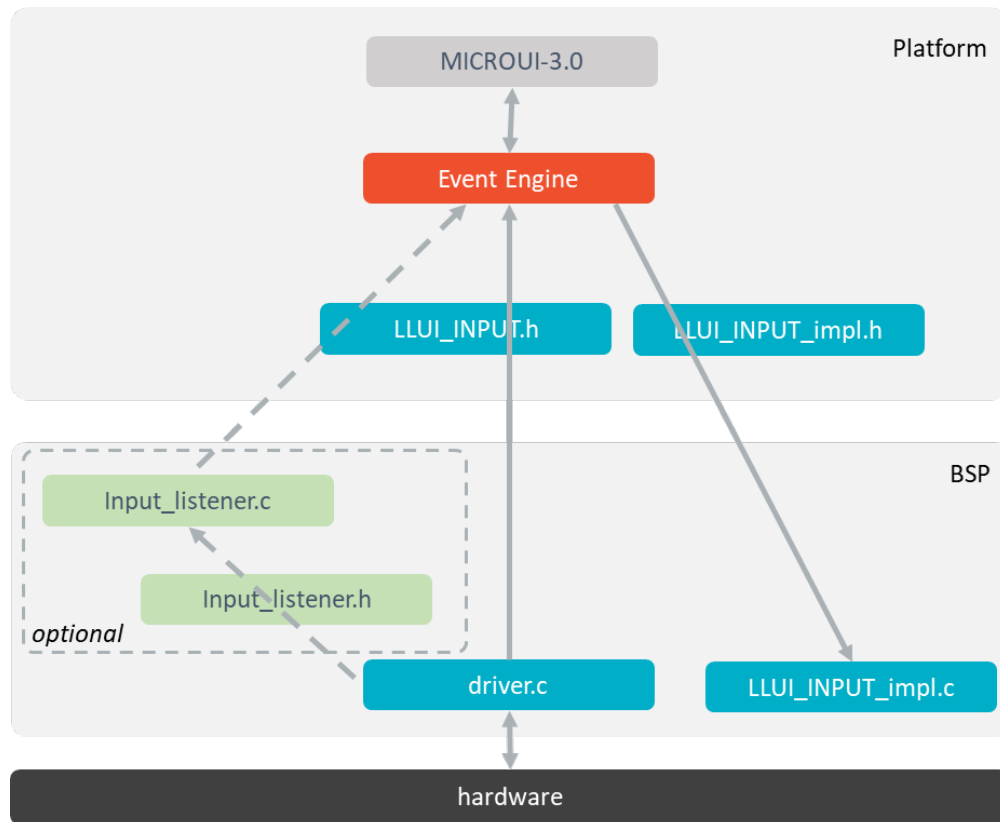 Platform
MICROUI-3.0
Event Engine
LLUI_INPUT.h
LLUI_INPUT_impl.h
BSP
Input_listener.c
Input_listener.h
optional
driver.c
LLUI_INPUT_impl.c
hardware